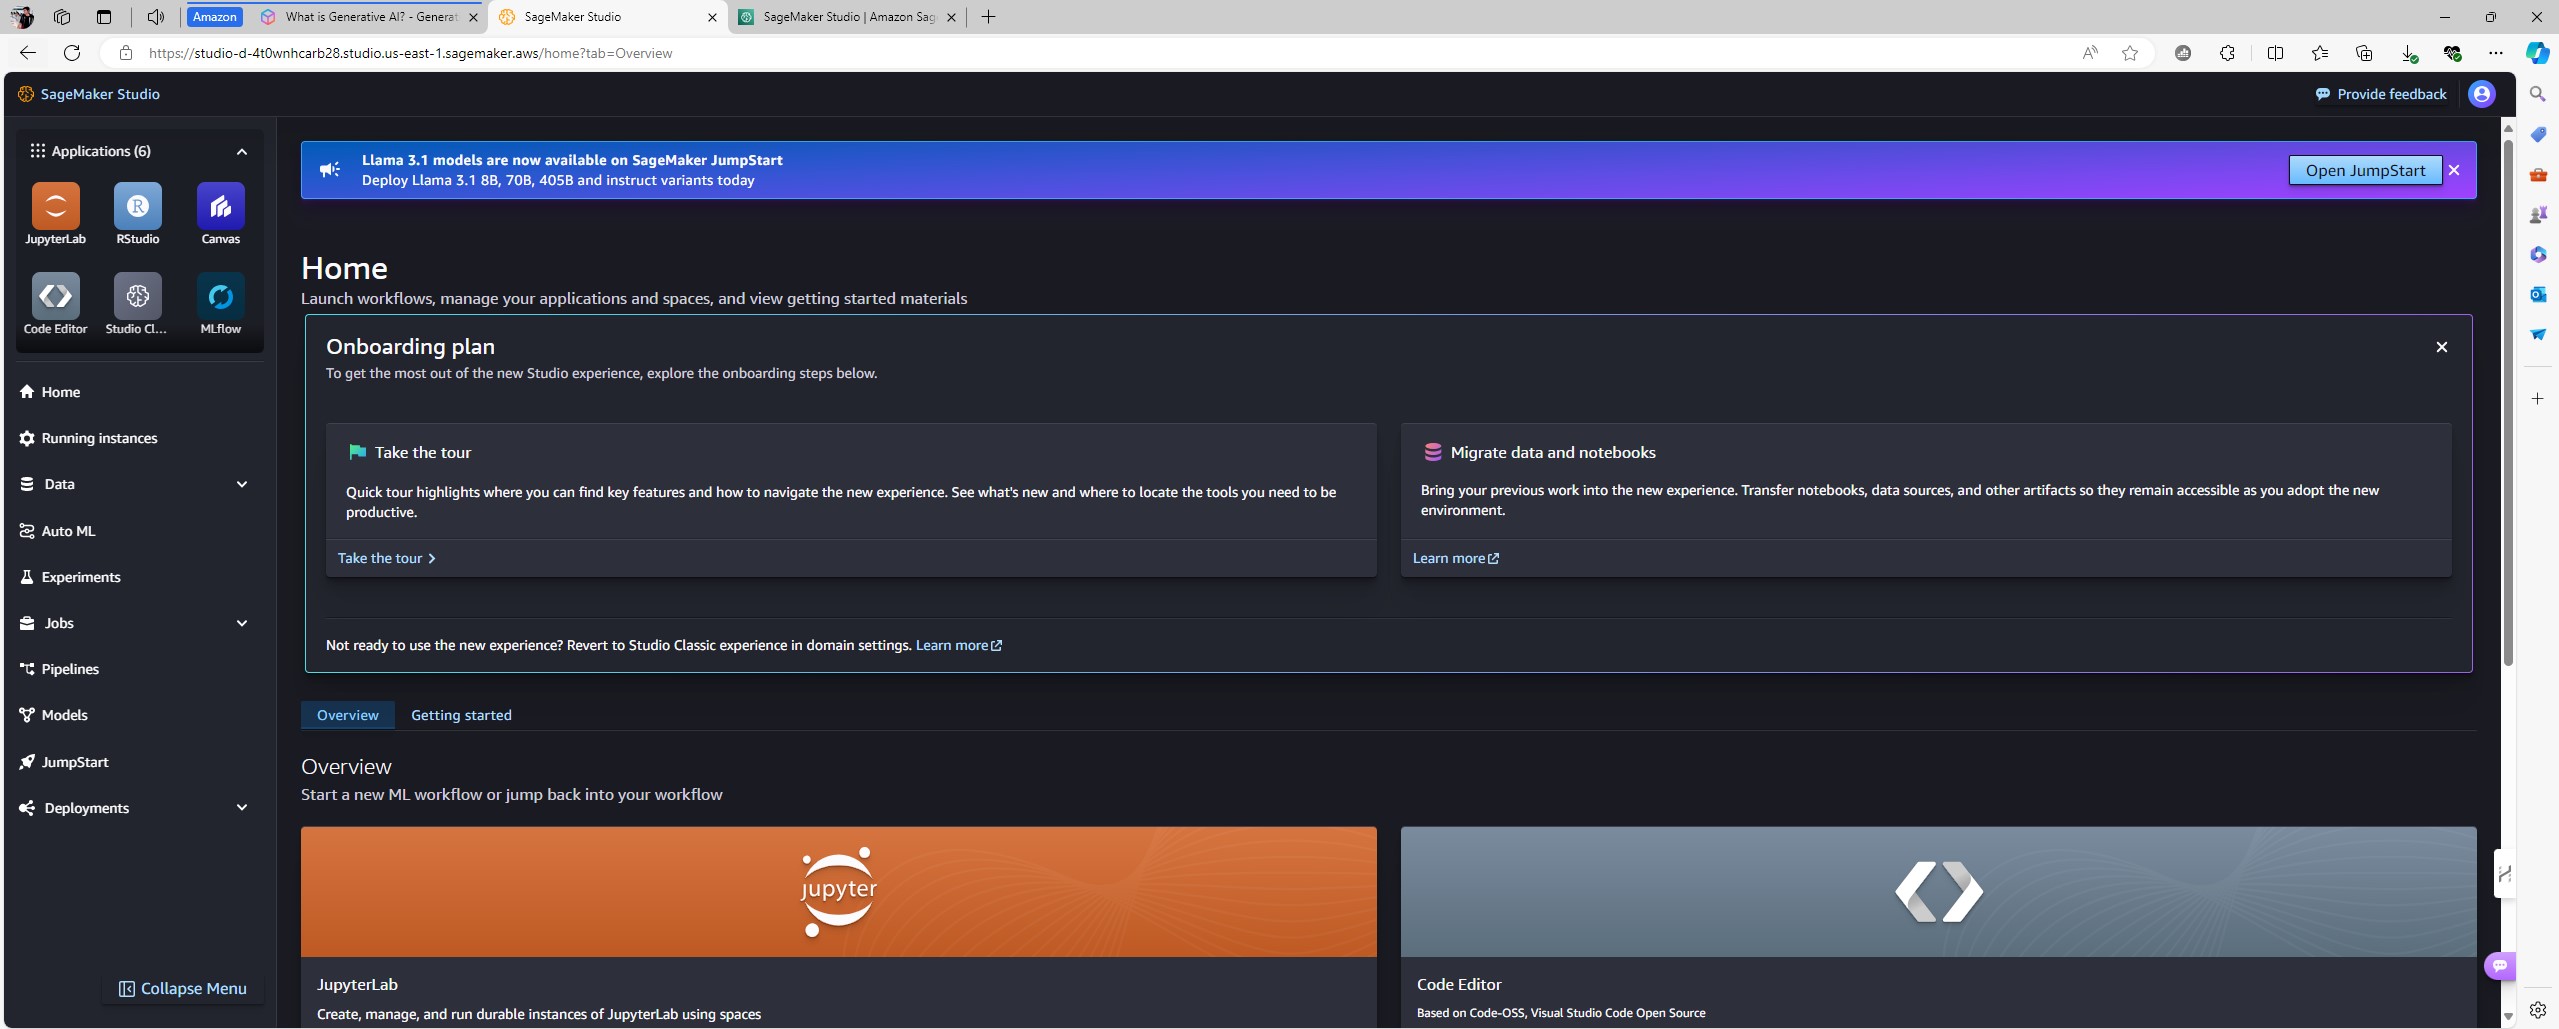 Amazon
What is Generative AI? - Generat
SageMaker Studio
SageMaker Studio | Amazon Sag
https://studio-d-4t0wnhcarb28.studio.us-east-1.sagemaker.aws/home?tab=Overview
SageMaker Studio
Provide feedback
Applications (6)
JupyterLab
RStudio
Canvas
Code Editor
Studio Cl...
MLflow
Home
Running instances
Data
Auto ML
Experiments
Jobs
Pipelines
Models
JumpStart
Deployments
Collapse Menu
Llama 3.1 models are now available on SageMaker JumpStart
Deploy Llama 3.1 8B, 70B, 405B and instruct variants today
Open JumpStart
Home
Launch workflows, manage your applications and spaces, and view getting started materials
Onboarding plan
To get the most out of the new Studio experience, explore the onboarding steps below.
Take the tour
Quick tour highlights where you can find key features and how to navigate the new experience. See what's new and where to locate the tools you need to be
productive.
Take the tour
Migrate data and notebooks
Bring your previous work into the new experience. Transfer notebooks, data sources, and other artifacts so they remain accessible as you adopt the new
environment.
Learn more
Not ready to use the new experience? Revert to Studio Classic experience in domain settings. Learn more
Overview
Getting started
Overview
Start a new ML workflow or jump back into your workflow
jupyter
JupyterLab
Create, manage, and run durable instances of JupyterLab using spaces
Code Editor
Based on Code-OSS, Visual Studio Code Open Source